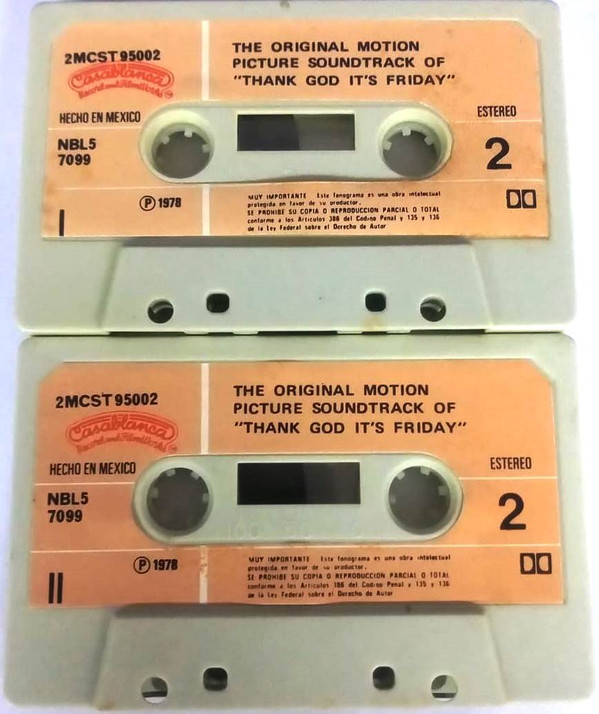 2MCST 95002
Casablanca
Record and FilmWorks
THE ORIGINAL MOTION
PICTURE SOUNDTRACK OF
"THANK GOD IT'S FRIDAY"
HECHO EN MEXICO
ESTEREO
NBL5
7099
2
Ⓟ 1978
MUY IMPORTANTE Este fonograma es una obra intelectual
protegida en favor de su productor.
SE PROHIBE SU COPIA O REPRODUCCION PARCIAL O TOTAL
conforme a los Articulos 386 del Codigo Penal y 135 y 136
de la Ley Federal sobre el Derecho de Autor
I
2MCST 95002
Casablanca
Record and FilmWorks
THE ORIGINAL MOTION
PICTURE SOUNDTRACK OF
"THANK GOD IT'S FRIDAY"
HECHO EN MEXICO
ESTEREO
NBL5
7099
2
Ⓟ 1978
MUY IMPORTANTE Este fonograma es una obra intelectual
protegida en favor de su productor.
SE PROHIBE SU COPIA O REPRODUCCION PARCIAL O TOTAL
conforme a los Articulos 386 del Codigo Penal y 135 y 136
de la Ley Federal sobre el Derecho de Autor
II